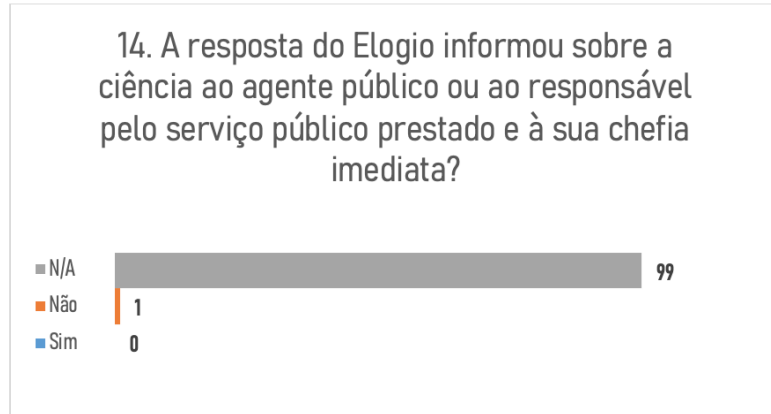 14. A resposta do Elogio informou sobre a
ciência ao agente público ou ao responsável
pelo serviço público prestado e à sua chefia
imediata?
N/A 99
Não 1
Sim 0